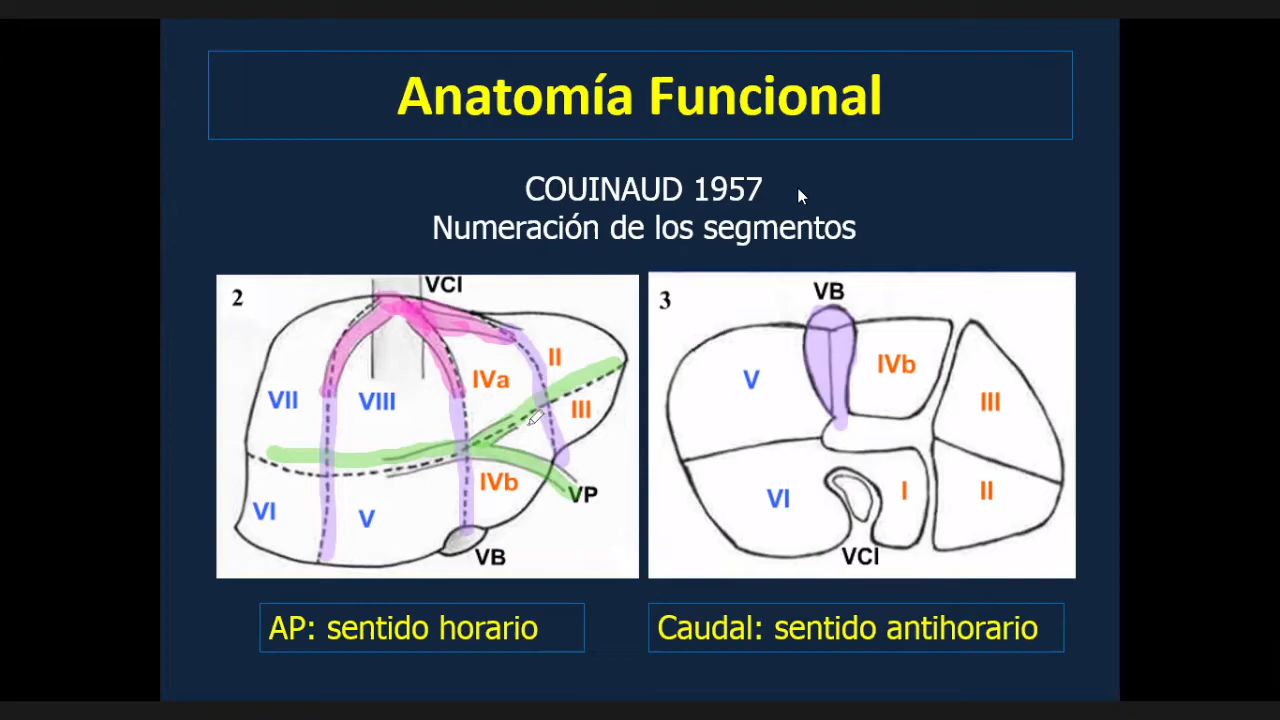 Anatomía Funcional
COUINAUD 1957
Numeración de los segmentos
2
VCI
II
IVa
III
VII
VIII
IVb
VP
VI
V
VB
3
VB
IVb
V
III
I
II
VI
VCI
AP: sentido horario
Caudal: sentido antihorario